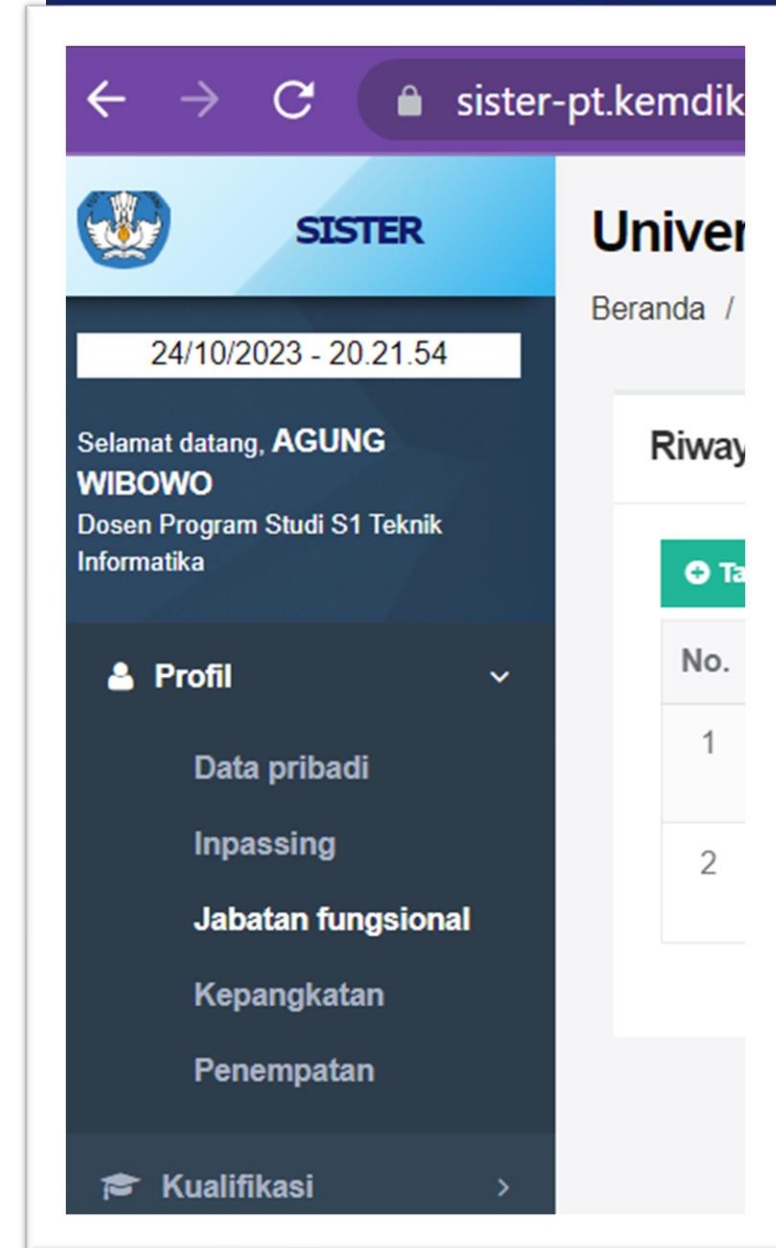 sister-pt.kemdik
SISTER
24/10/2023 - 20.21.54
Selamat datang, AGUNG
WIBOWO
Dosen Program Studi S1 Teknik
Informatika
Profil
Data pribadi
Inpassing
Jabatan fungsional
Kepangkatan
Penempatan
Kualifikasi
Univer
Beranda /
Riway
Ta
No.
1
2